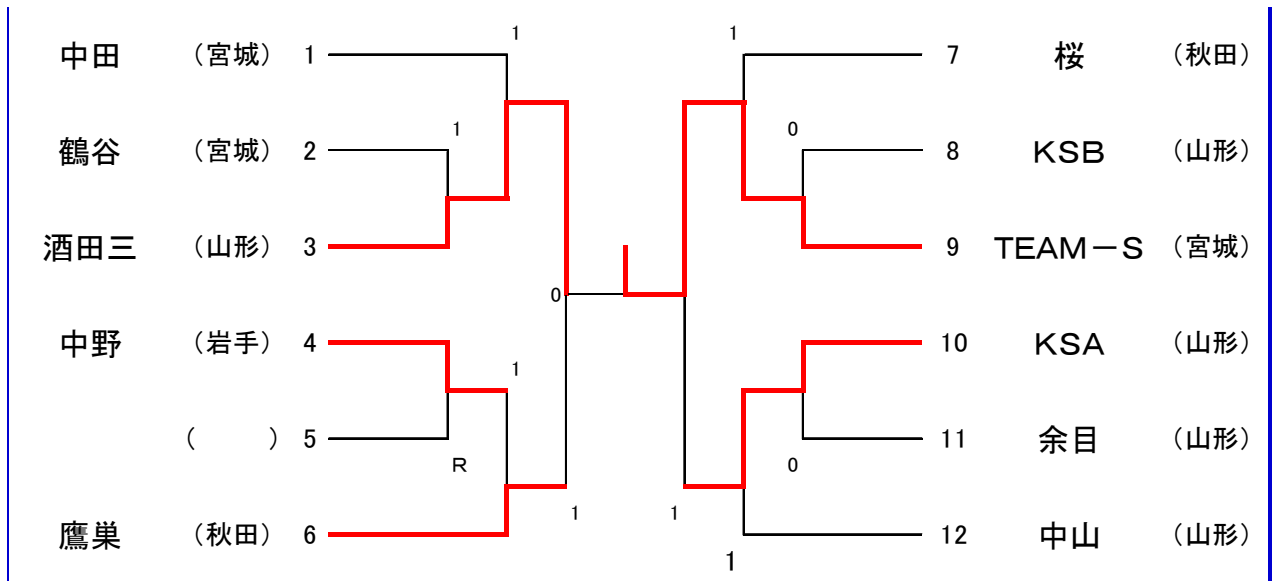 1 1
中田 （宮城） 1 7 桜 （秋田）
1 0
鶴谷 （宮城） 2 8 ＫＳＢ （山形）
酒田三 （山形） 3 9 ＴＥＡＭ－Ｓ （宮城）
0
中野 （岩手） 4 10 ＫＳＡ （山形）
1
（　　） 5 11 余目 （山形）
R 0
1 1
鷹巣 （秋田） 6 12 中山 （山形）
1